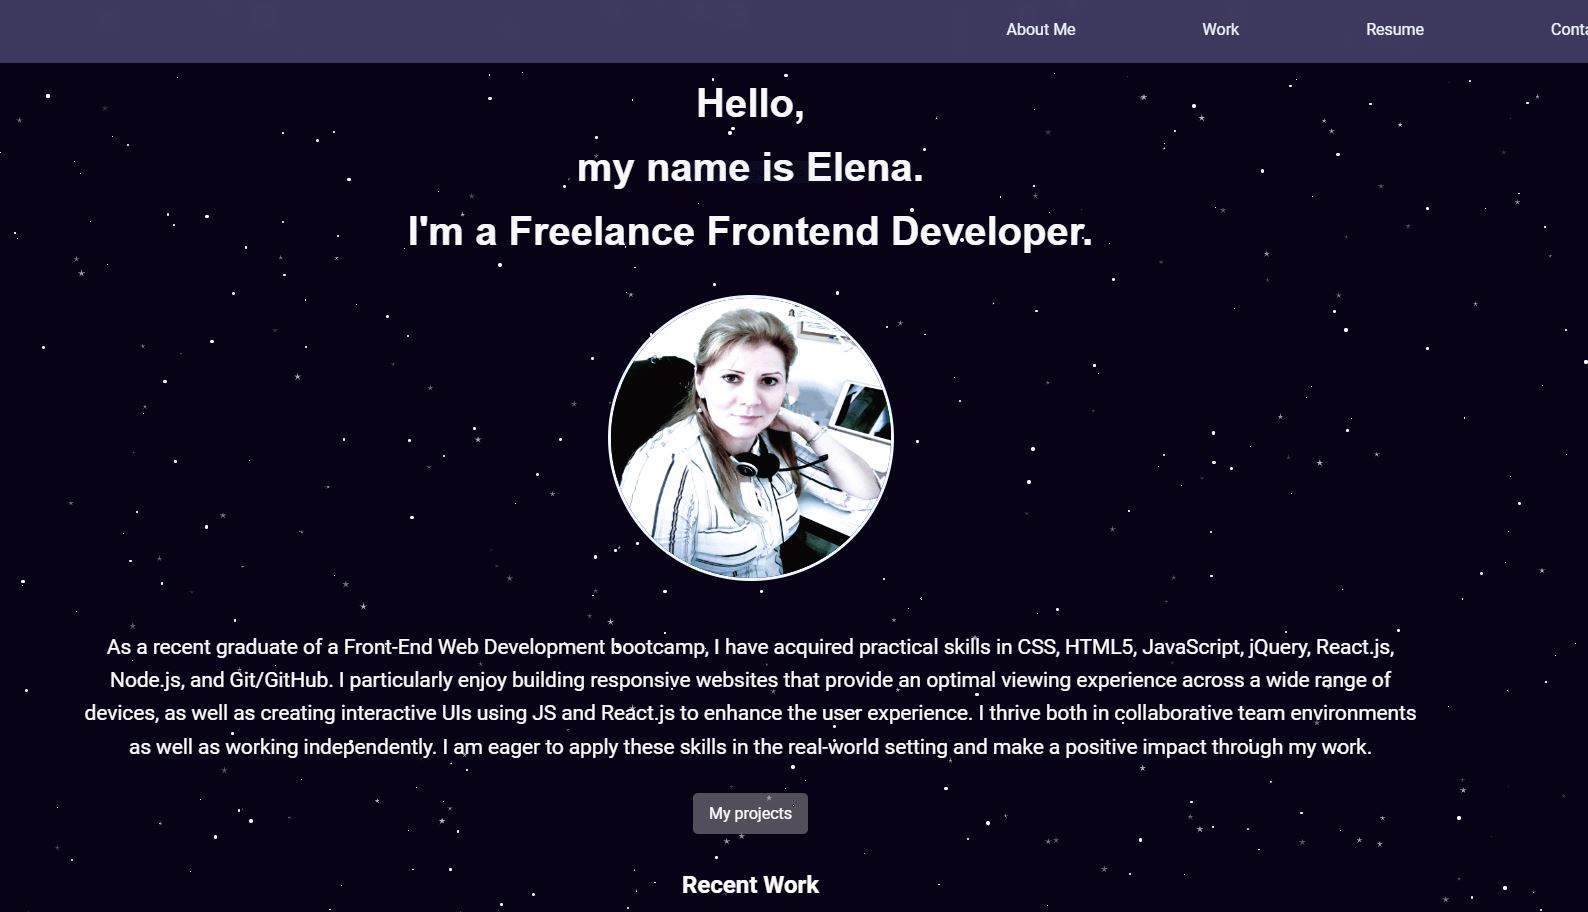 About Me Work Resume Conta
Hello,
my name is Elena.
I'm a Freelance Frontend Developer.
As a recent graduate of a Front-End Web Development bootcamp, I have acquired practical skills in CSS, HTML5, JavaScript, jQuery, React.js,
Node.js, and Git/GitHub. I particularly enjoy building responsive websites that provide an optimal viewing experience across a wide range of
devices, as well as creating interactive UIs using JS and React.js to enhance the user experience. I thrive both in collaborative team environments
as well as working independently. I am eager to apply these skills in the real-world setting and make a positive impact through my work.
My projects
Recent Work